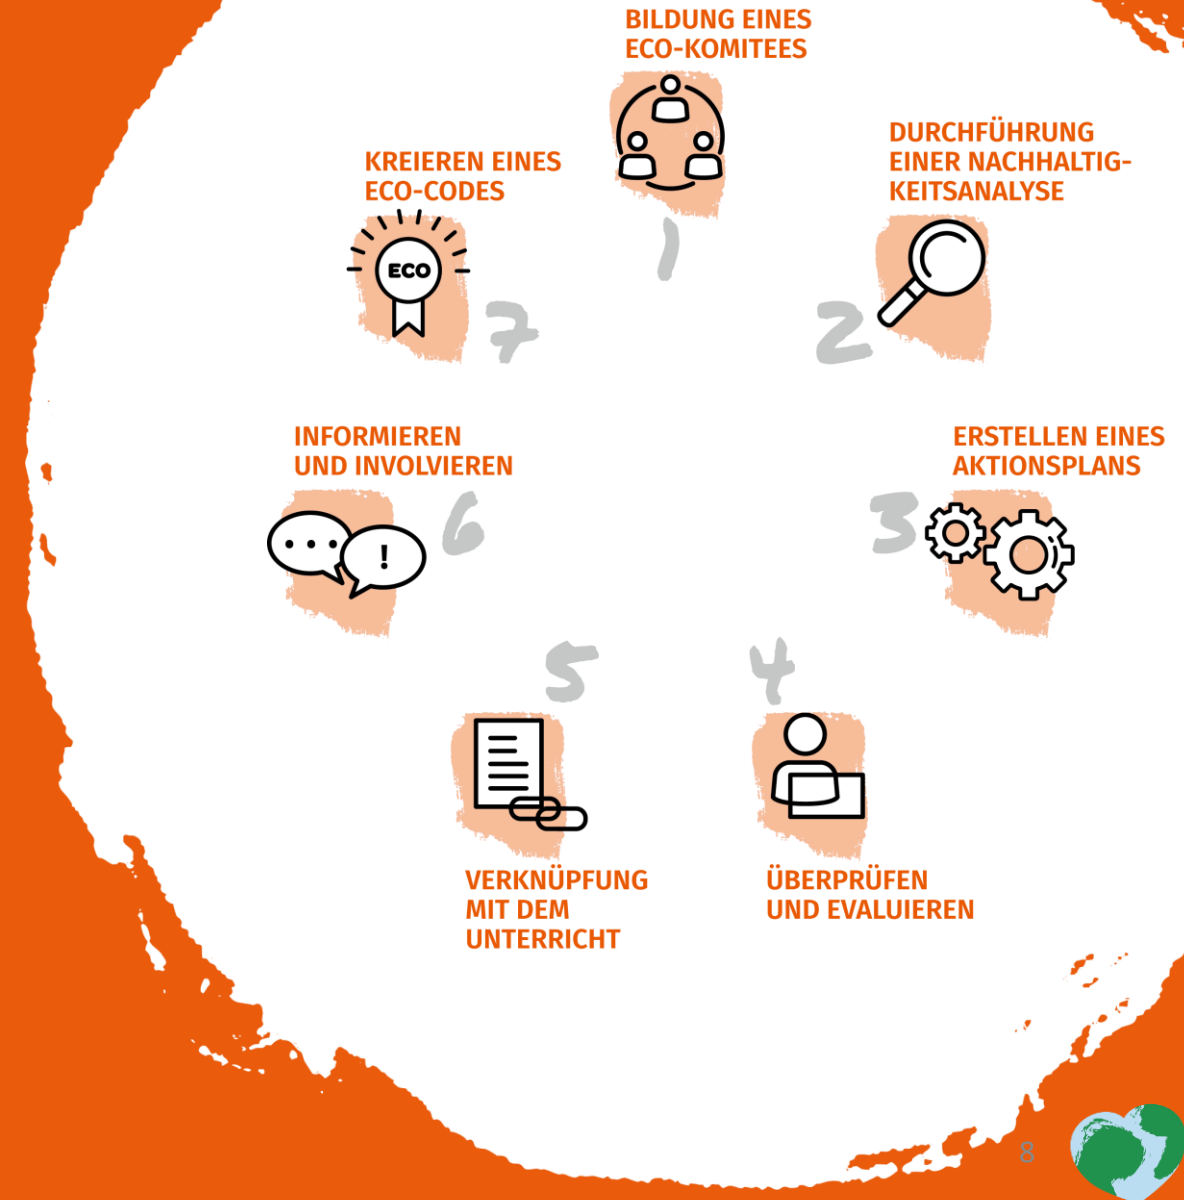 BILDUNG EINES
ECO-KOMITEES
1
DURCHFÜHRUNG
EINER NACHHALTIG-
KEITSANALYSE
2
ERSTELLEN EINES
AKTIONSPLANS
3
4
ÜBERPRÜFEN
UND EVALUIEREN
5
VERKNÜPFUNG
MIT DEM
UNTERRICHT
INFORMIEREN
UND INVOLVIEREN
!
6
KREIEREN EINES
ECO-CODES
ECO
7
8